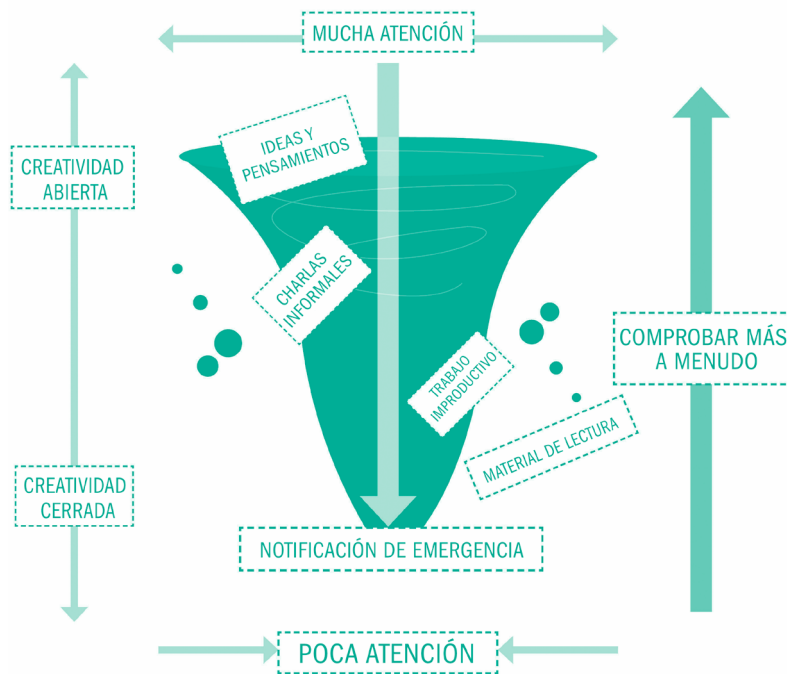 MUCHA ATENCIÓN
IDEAS Y
PENSAMIENTOS
CREATIVIDAD
ABIERTA
CHARLAS
INFORMALES
COMPROBAR MÁS
A MENUDO
TRABAJO
IMPRODUCTIVO
MATERIAL DE LECTURA
CREATIVIDAD
CERRADA
NOTIFICACIÓN DE EMERGENCIA
POCA ATENCIÓN